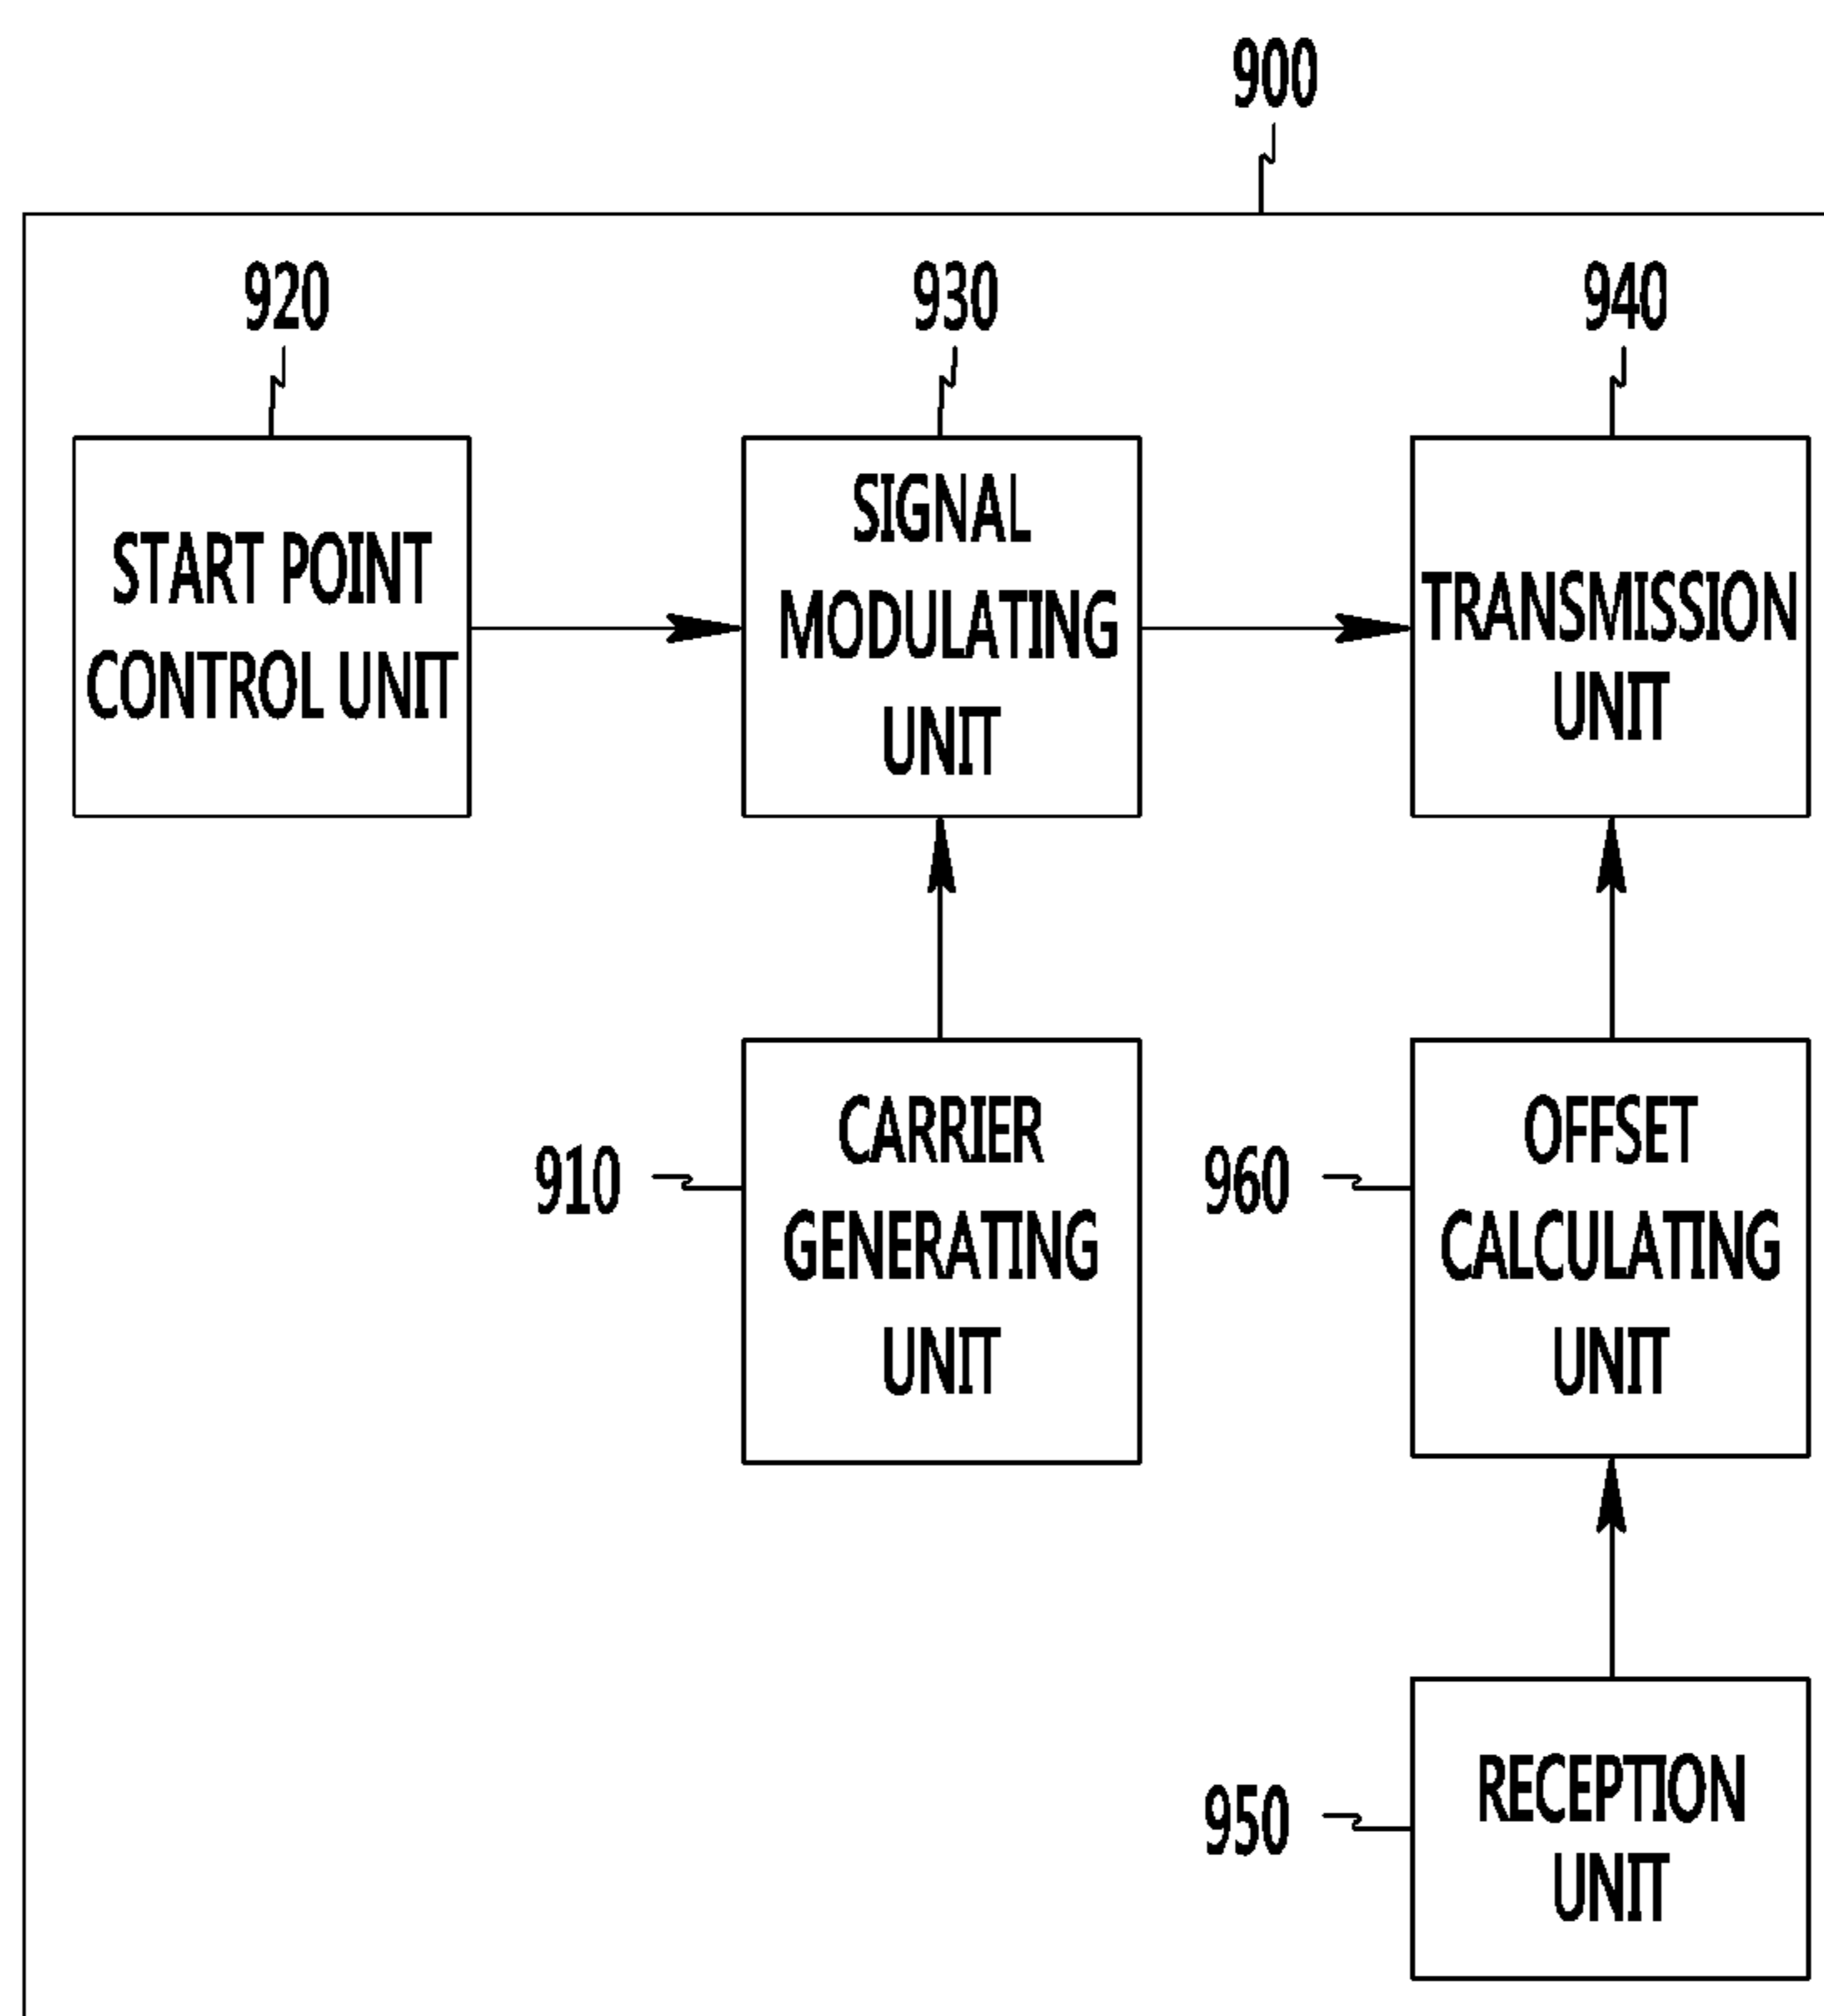 900
920
930
940
START POINT
CONTROL UNIT
SIGNAL
MODULATING
UNIT
TRANSMISSION
UNIT
910
CARRIER
GENERATING
UNIT
960
OFFSET
CALCULATING
UNIT
950
RECEPTION
UNIT